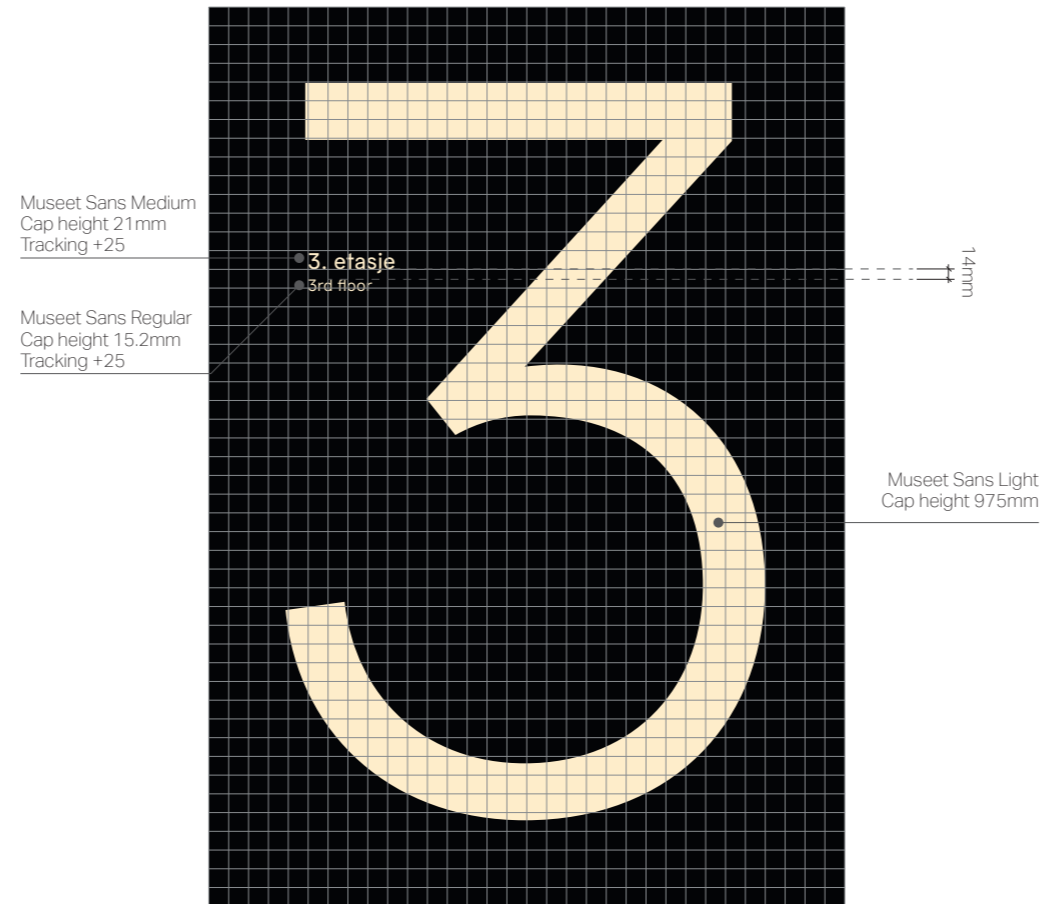 Museet Sans Medium
Cap height 21mm
Tracking +25
3. etasje
3rd floor
14mm
Museet Sans Regular
Cap height 15.2mm
Tracking +25
3
Museet Sans Light
Cap height 975mm